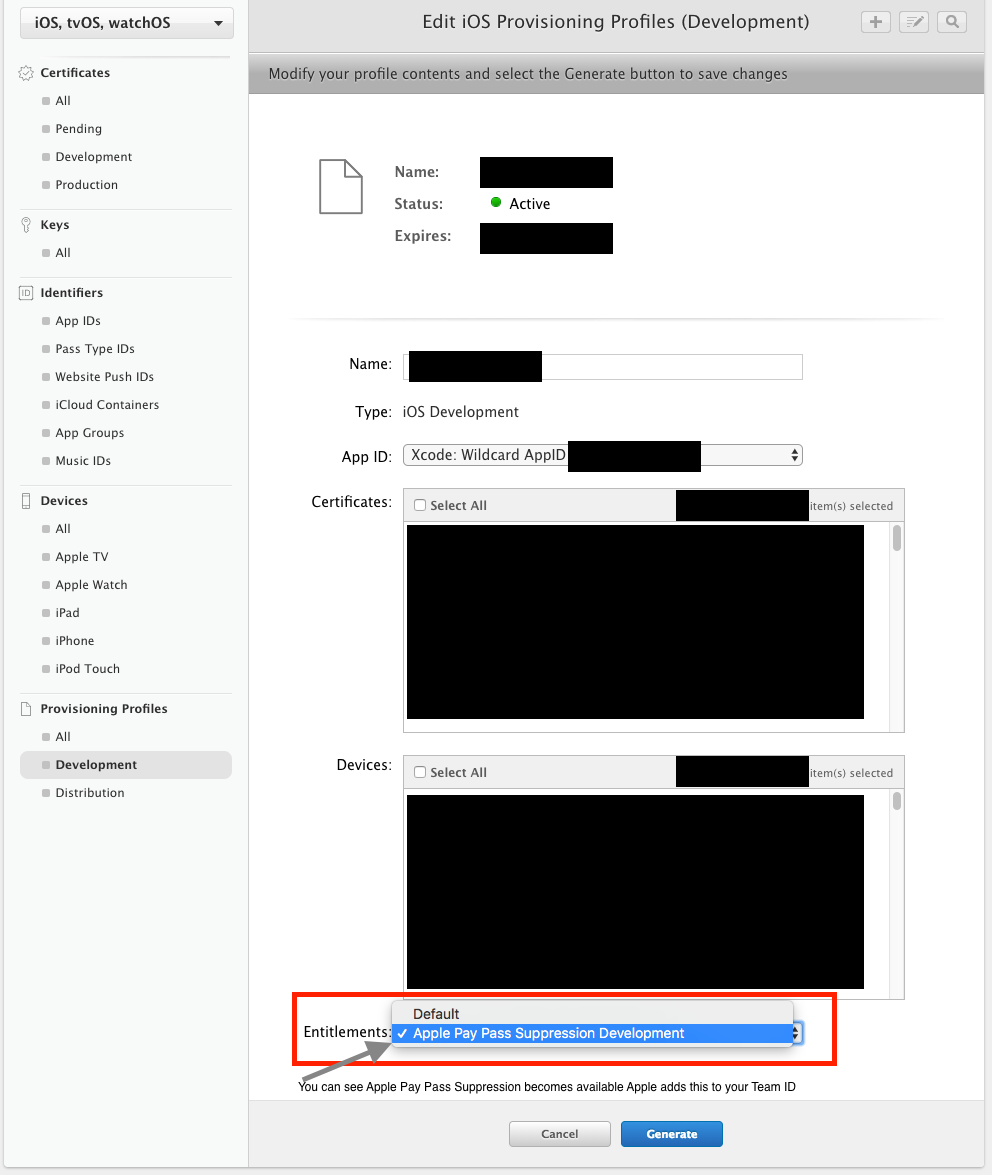 iOS, tvOS, watchOS
Edit iOS Provisioning Profiles (Development)
Modify your profile contents and select the Generate button to save changes
Certificates
All
Pending
Development
Production
Keys
All
ID Identifiers
App IDs
Pass Type IDs
Website Push IDs
iCloud Containers
App Groups
Music IDs
Devices
All
Apple TV
Apple Watch
iPad
iPhone
iPod Touch
Provisioning Profiles
All
Development
Distribution
Name:
Status: Active
Expires:
Name:
Type: iOS Development
App ID: Xcode: Wildcard AppID
Certificates: Select All item(s) selected
Devices: Select All item(s) selected
Default
Entitlements: ✓ Apple Pay Pass Suppression Development
You can see Apple Pay Pass Suppression becomes available Apple adds this to your Team ID
Cancel Generate